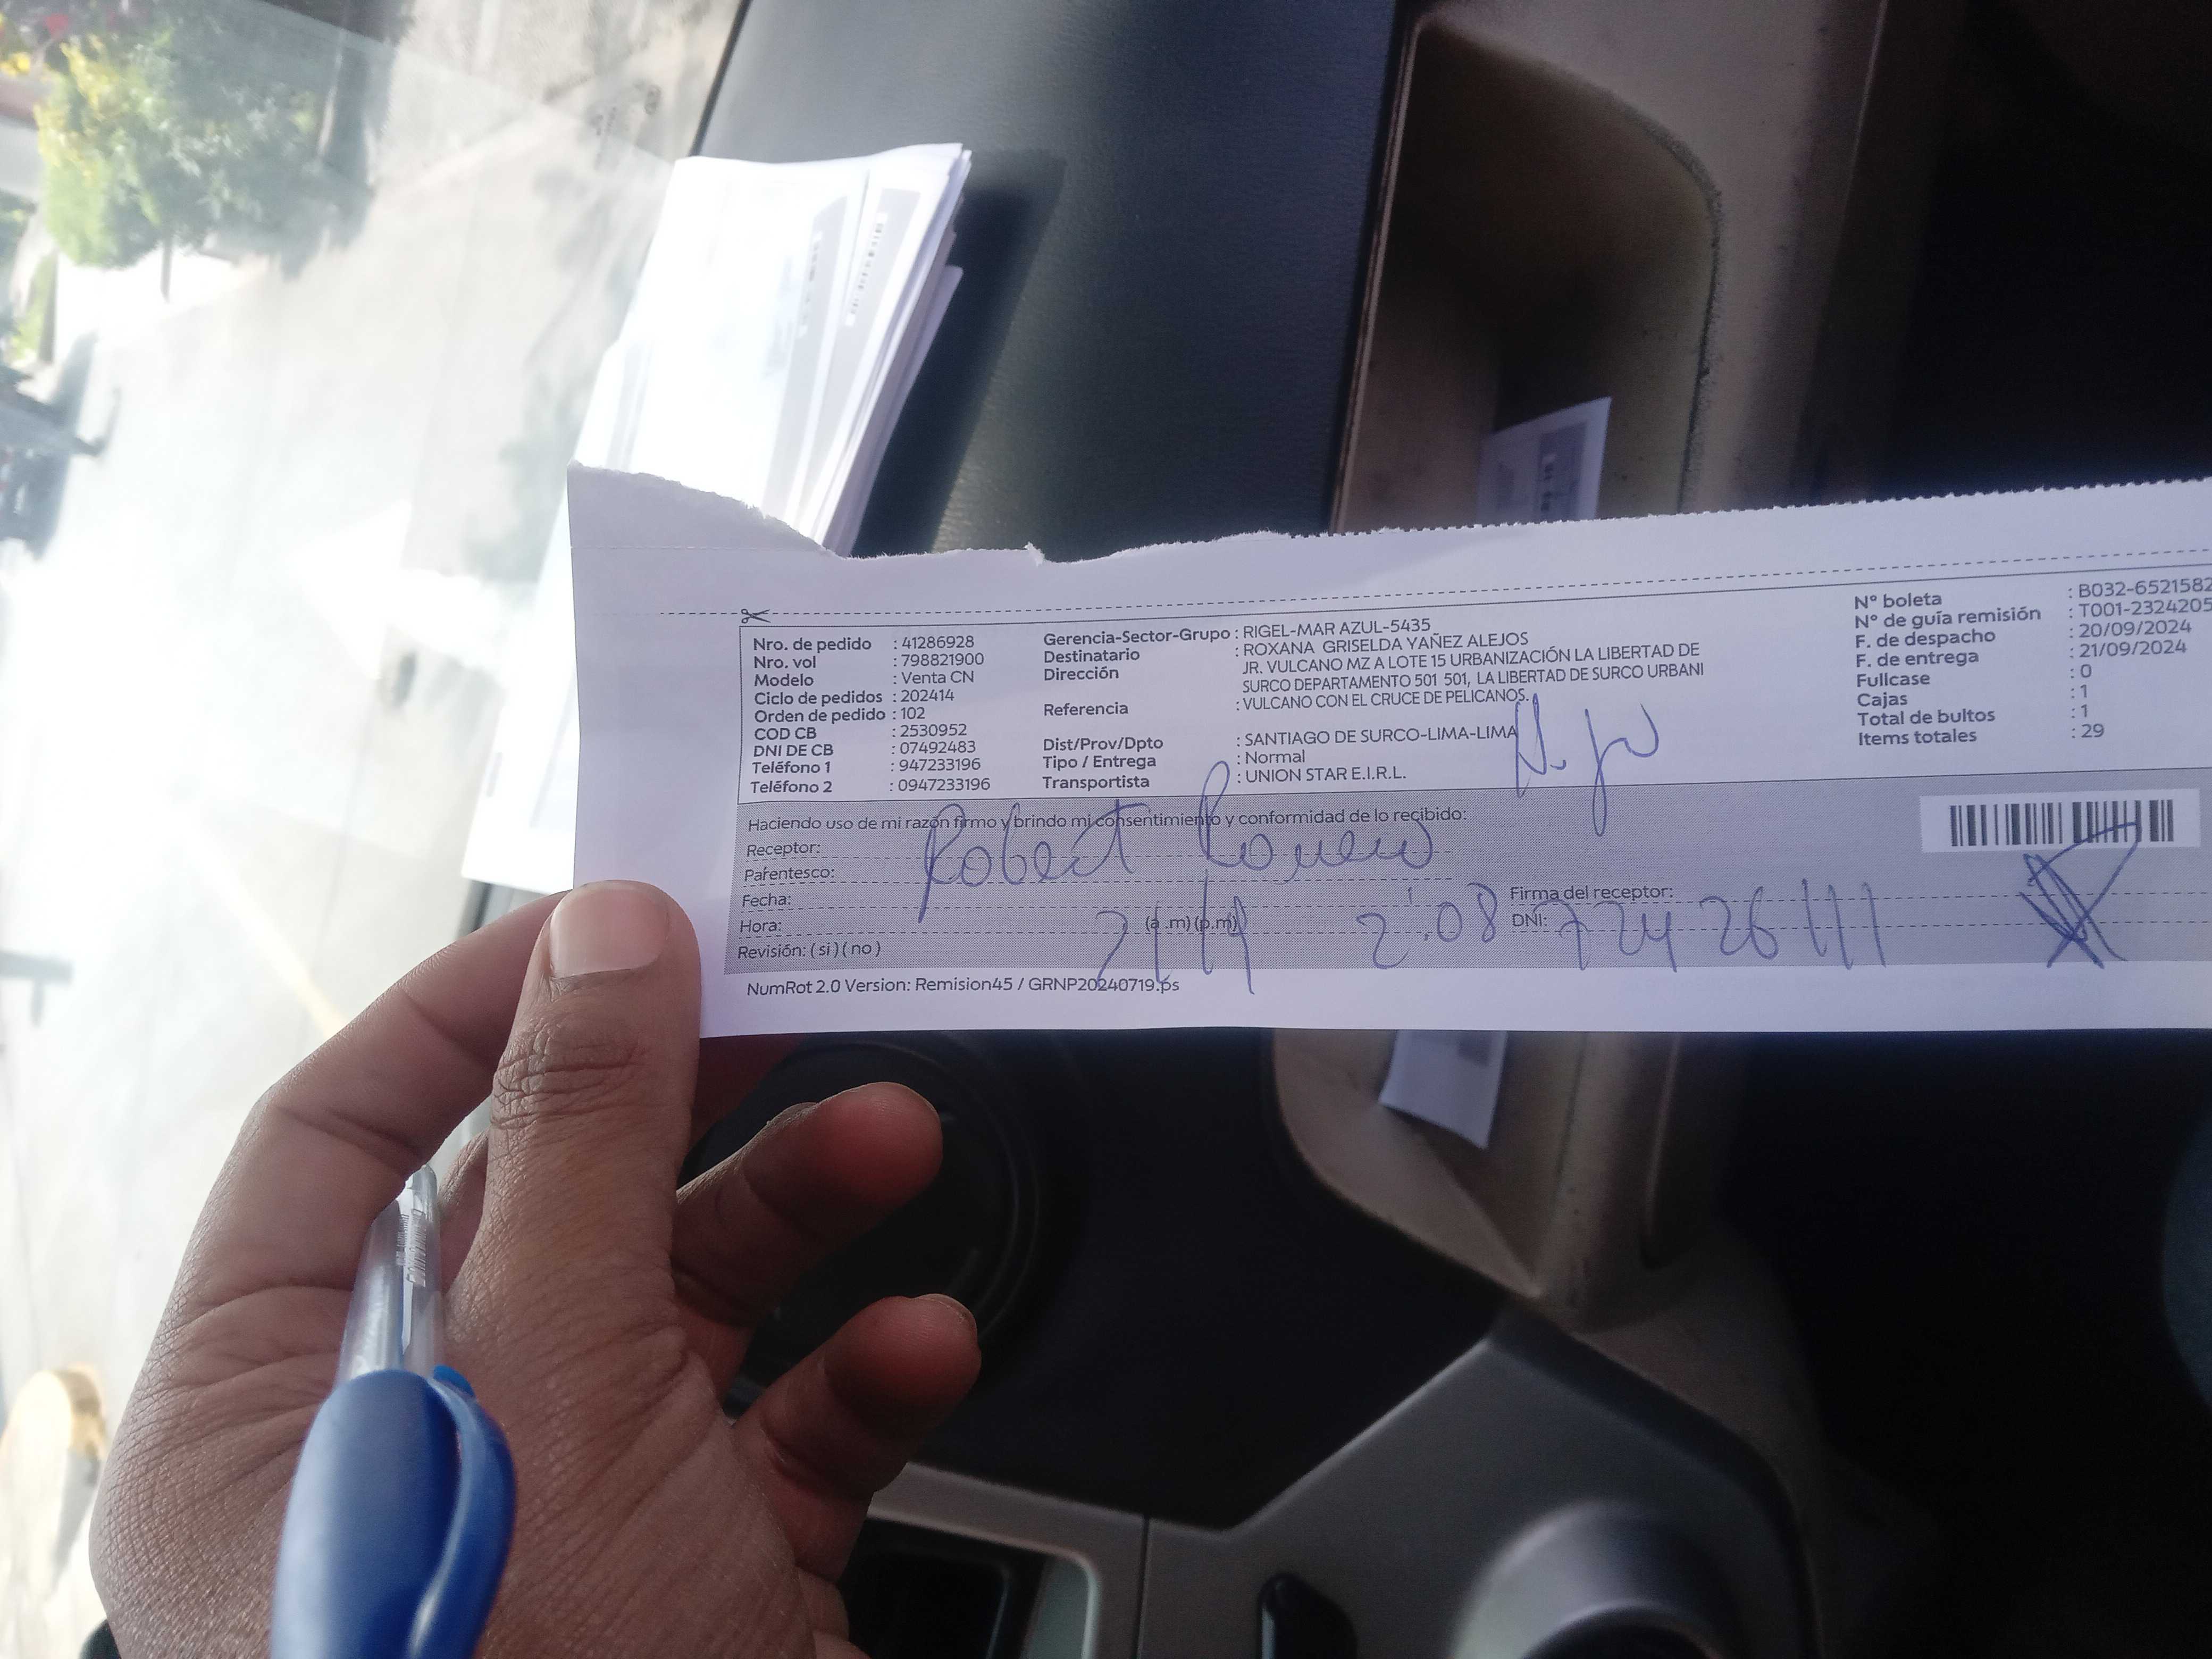 Nro. de pedido : 41286928
Nro. vol : 798821900
Modelo : Venta CN
Ciclo de pedidos : 202414
Orden de pedido : 102
COD CB : 2530952
DNI DE CB : 07492483
Teléfono 1 : 947233196
Teléfono 2 : 0947233196
Gerencia-Sector-Grupo : RIGEL-MAR AZUL-5435
Destinatario : ROXANA GRISELDA YAÑEZ ALEJOS
Dirección JR. VULCANO MZ A LOTE 15 URBANIZACIÓN LA LIBERTAD DE
SURCO DEPARTAMENTO 501 501, LA LIBERTAD DE SURCO URBANI
Referencia : VULCANO CON EL CRUCE DE PELICANOS.
Dist/Prov/Dpto : SANTIAGO DE SURCO-LIMA-LIMA
Tipo / Entrega : Normal
Transportista : UNION STAR E.I.R.L.
N° boleta : B032-6521582
N° de guía remisión : T001-2324205
F. de despacho : 20/09/2024
F. de entrega : 21/09/2024
Fullcase : 0
Cajas : 1
Total de bultos : 1
Items totales : 29
Haciendo uso de mi razón firmo y brindo mi consentimiento y conformidad de lo recibido:
Receptor: Robert
Parentesco:
Fecha:
Hora: (a.m) (p.m) 21/9 2:08
Revisión: ( si ) ( no )
Firma del receptor:
DNI: 72426111
NumRot 2.0 Version: Remision45 / GRNP20240719.ps